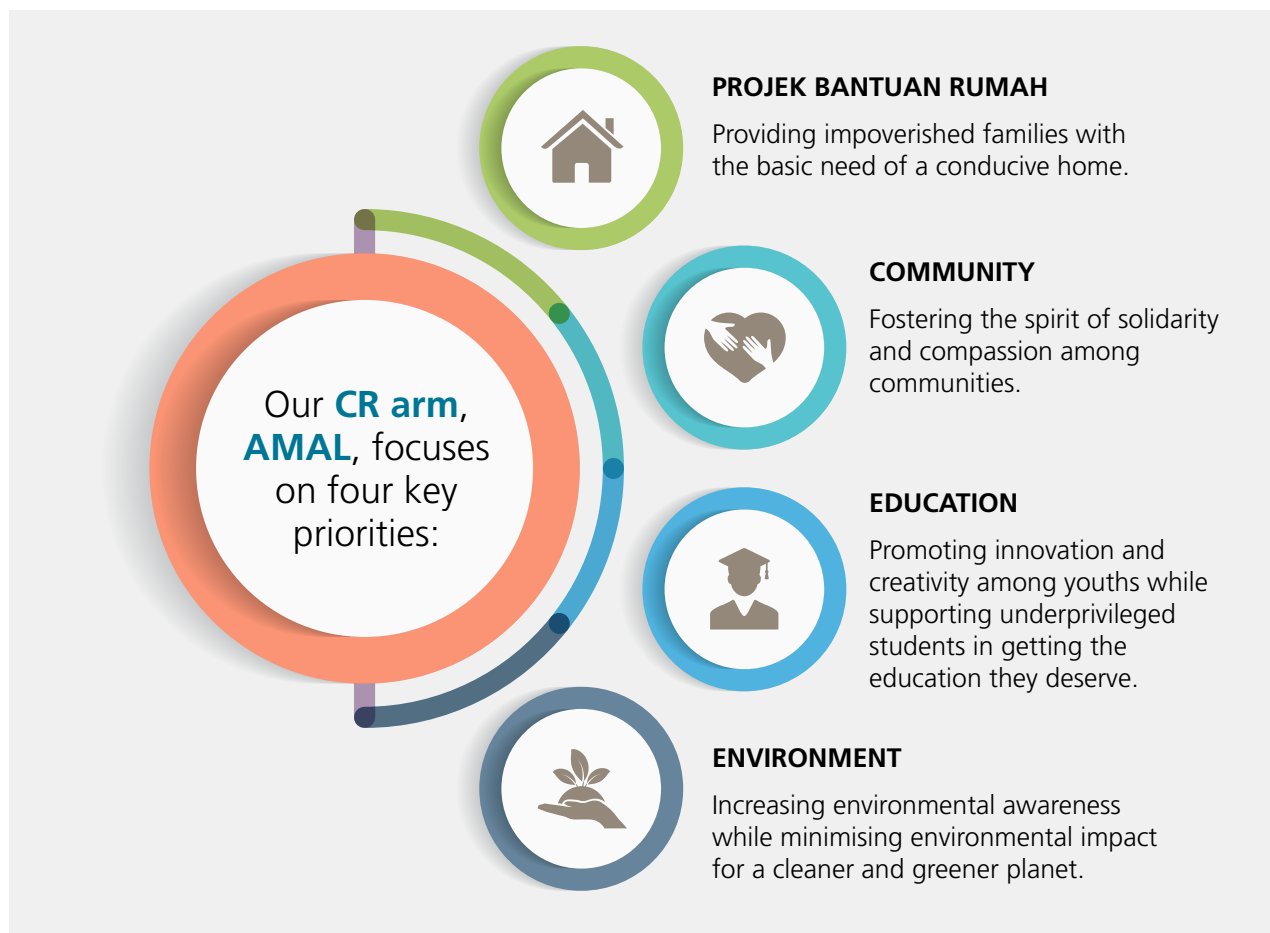 Our CR arm,
AMAL, focuses
on four key
priorities:
PROJEK BANTUAN RUMAH
Providing impoverished families with
the basic need of a conducive home.
COMMUNITY
Fostering the spirit of solidarity
and compassion among
communities.
EDUCATION
Promoting innovation and
creativity among youths while
supporting underprivileged
students in getting the
education they deserve.
ENVIRONMENT
Increasing environmental awareness
while minimising environmental impact
for a cleaner and greener planet.